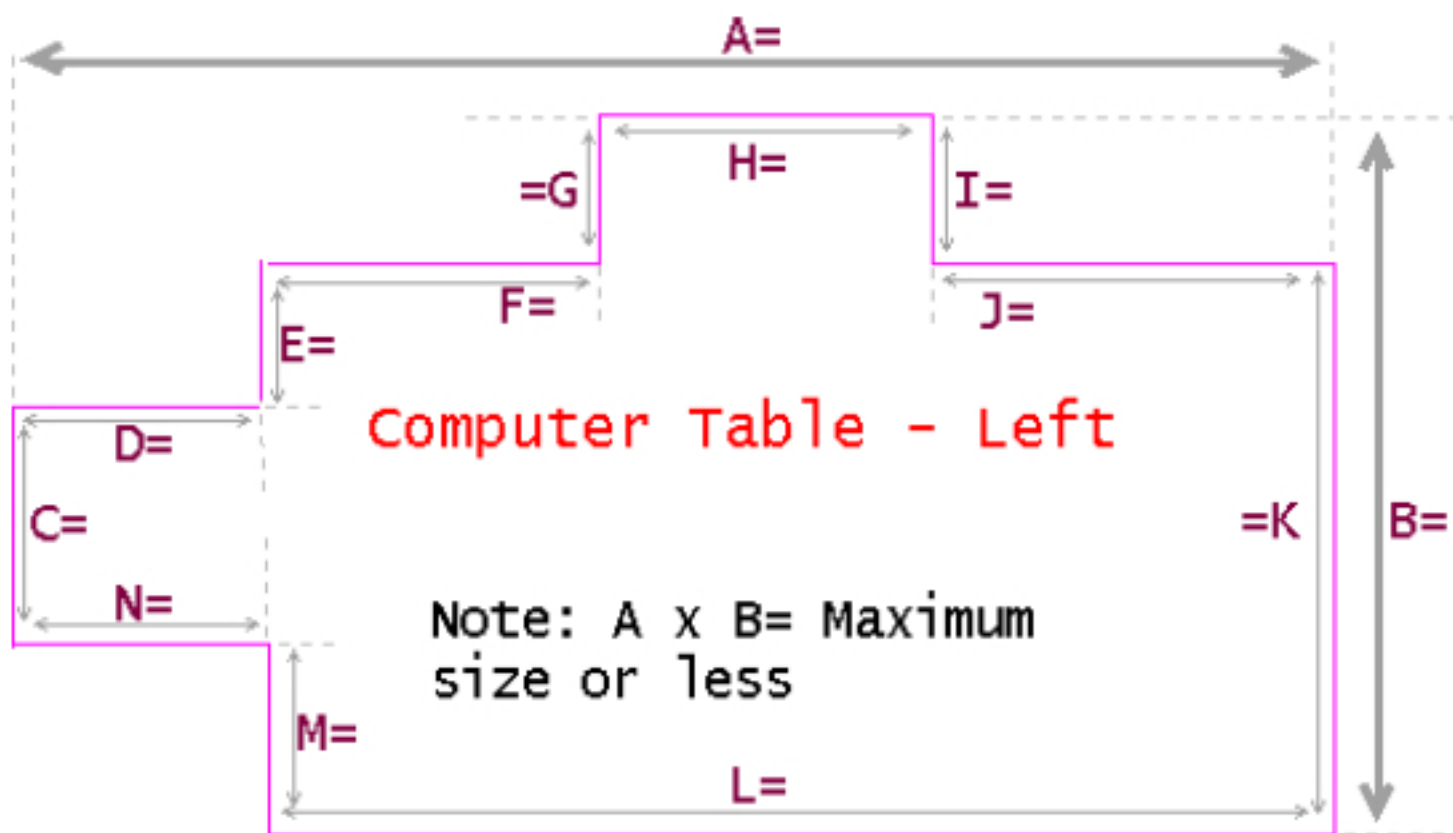 A=
H=
=G
I=
F=
J=
E=
Computer Table - Left
D=
C=
=K
B=
N=
Note: A x B= Maximum
size or less
M=
L=